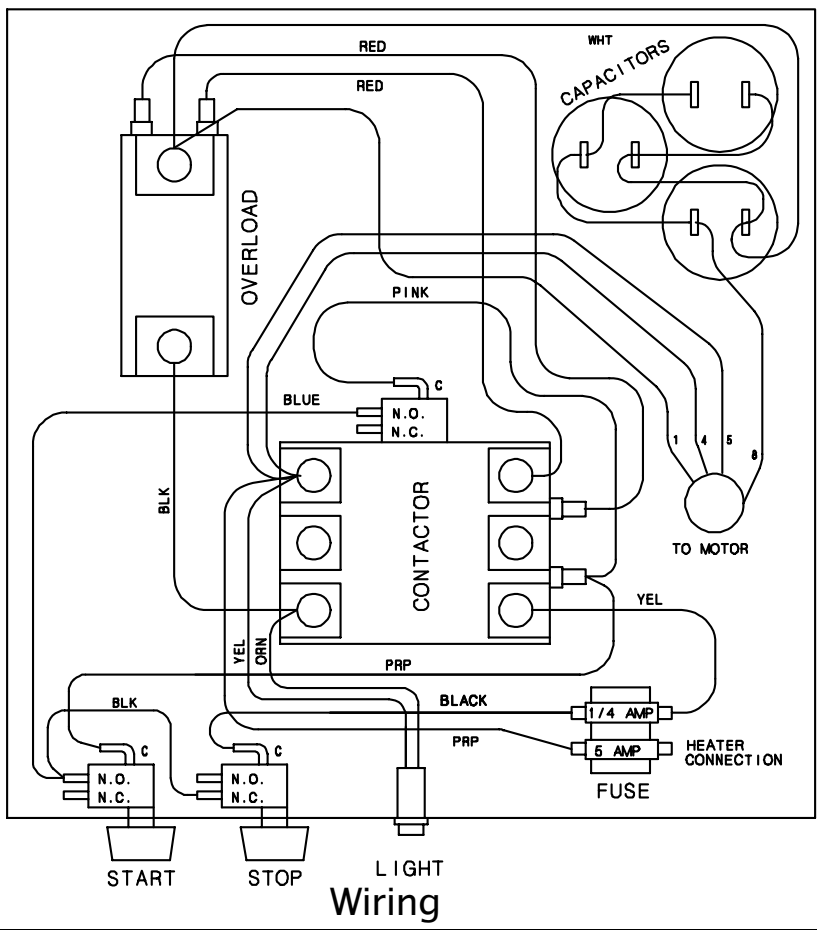 RED
WHT
CAPACITORS
RED
OVERLOAD
PINK
C
BLUE
N.O.
N.C.
1
4
5
8
BLK
CONTACTOR
TO MOTOR
YEL
YEL
ORN
PRP
BLK
BLACK
1/4 AMP
PRP
5 AMP
HEATER
CONNECTION
FUSE
C
C
N.O.
N.C.
N.O.
N.C.
START
STOP
LIGHT
Wiring